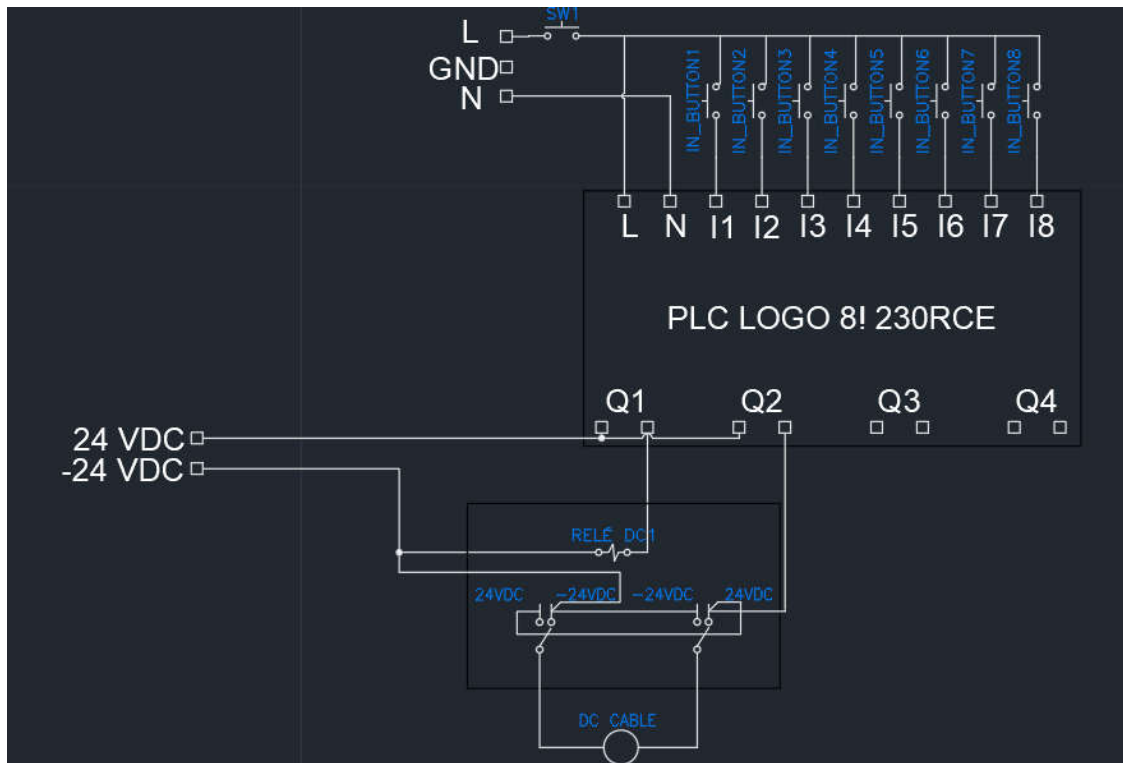 SW1
L
GND
N
IN_BUTTON1
IN_BUTTON2
IN_BUTTON3
IN_BUTTON4
IN_BUTTON5
IN_BUTTON6
IN_BUTTON7
IN_BUTTON8
L N I1 I2 I3 I4 I5 I6 I7 I8
PLC LOGO 8! 230RCE
Q1 Q2 Q3 Q4
24 VDC
-24 VDC
RELÉ DC1
24VDC -24VDC -24VDC 24VDC
DC CABLE